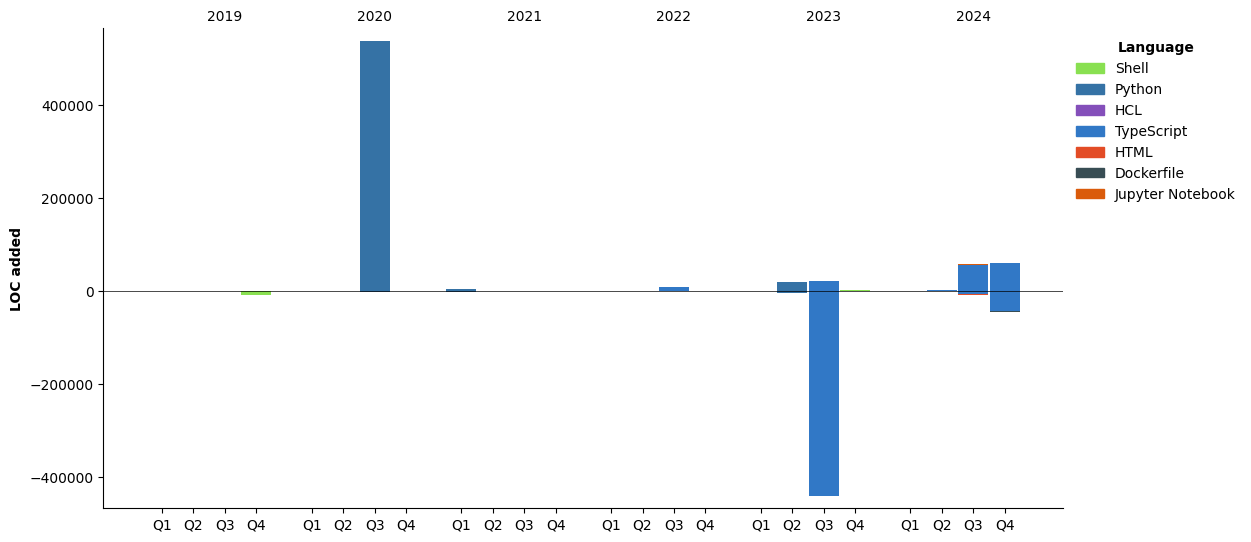 2019 2020 2021 2022 2023 2024
Language
Shell
Python
HCL
TypeScript
HTML
Dockerfile
Jupyter Notebook
LOC added
400000
200000
0
−200000
−400000
Q1 Q2 Q3 Q4 Q1 Q2 Q3 Q4 Q1 Q2 Q3 Q4 Q1 Q2 Q3 Q4 Q1 Q2 Q3 Q4 Q1 Q2 Q3 Q4